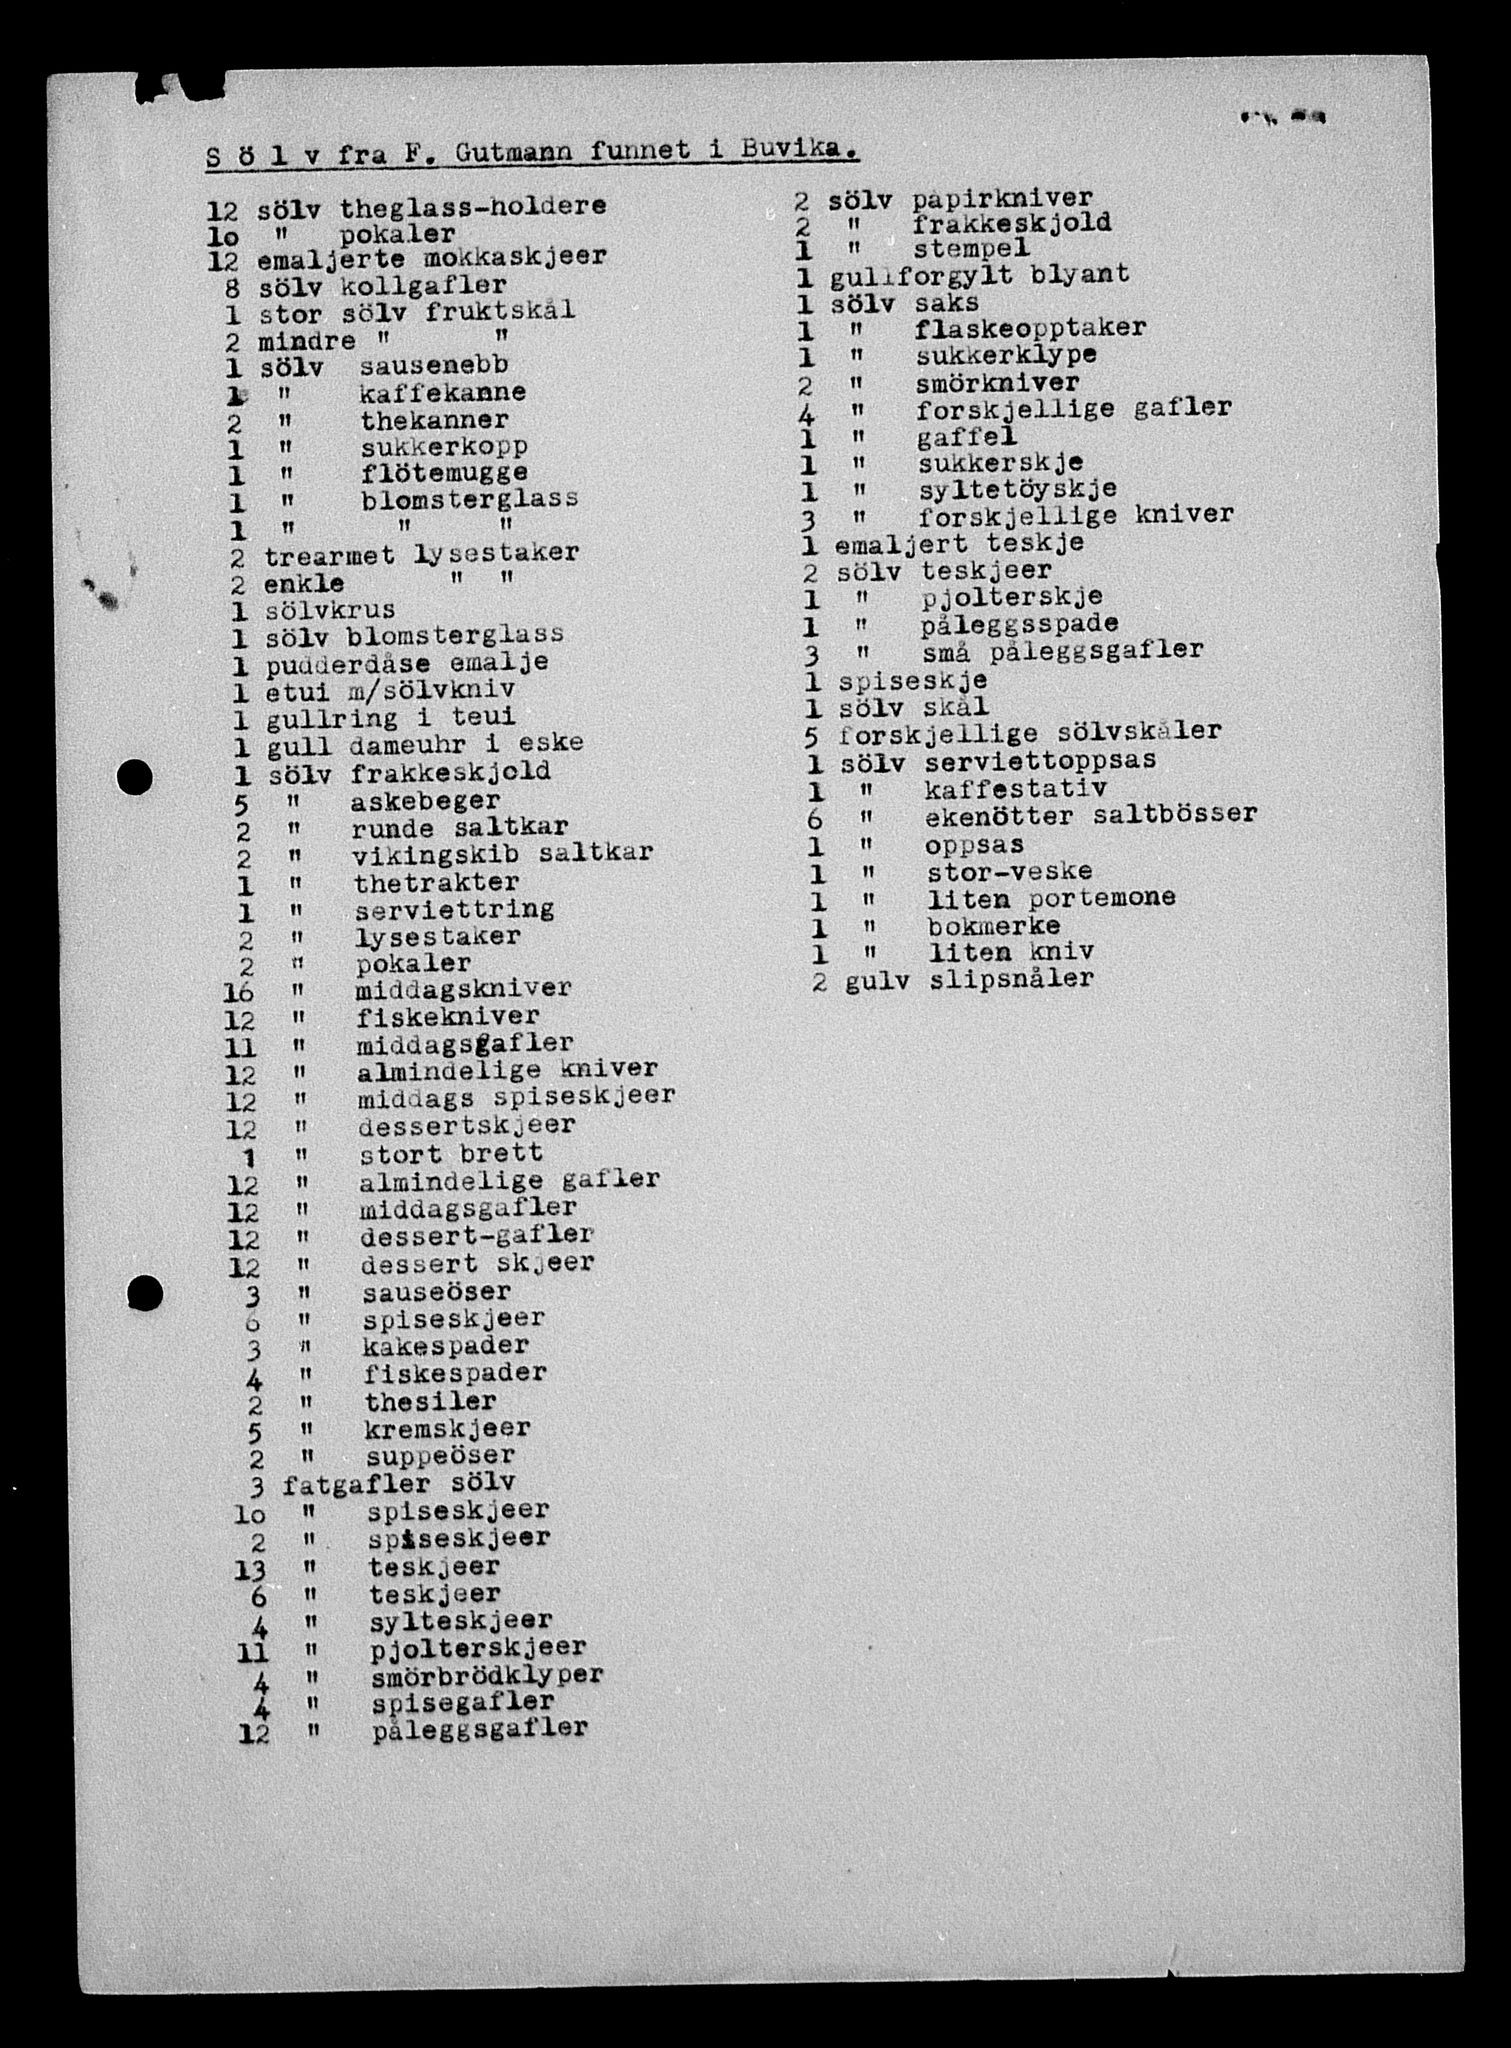 S ö l v fra F. Gutmann funnet i Buvika.
12 sölv theglass-holdere
lo " pokaler
12 emaljerte mokkaskjeer
8 sölv kollgafler
1 stor sölv fruktskål
2 mindre " "
1 sölv sausenebb
1 " kaffekanne
2 " thekanner
1 " sukkerkopp
1 " flötemugge
1 " blomsterglass
1 " " "
2 trearmet lysestaker
2 enkle " "
1 sölvkrus
1 sölv blomsterglass
1 pudderdåse emalje
1 etui m/sölvkniv
1 gullring i teui
1 gull dameuhr i eske
1 sölv frakkeskjold
5 " askebeger
2 " runde saltkar
2 " vikingskib saltkar
1 " thetrakter
1 " serviettring
2 " lysestaker
2 " pokaler
16 " middagskniver
12 " fiskekniver
11 " middagsgafler
12 " almindelige kniver
12 " middags spiseskjeer
12 " dessertskjeer
1 " stort brett
12 " almindelige gafler
12 " middagsgafler
12 " dessert-gafler
12 " dessert skjeer
3 " sauseöser
6 " spiseskjeer
3 " kakespader
4 " fiskespader
2 " thesiler
5 " kremskjeer
2 " suppeöser
3 fatgafler sölv
lo " spiseskjeer
2 " spiseskjeer
13 " teskjeer
6 " teskjeer
4 " sylteskjeer
11 " pjolterskjeer
4 " smörbrödklyper
4 " spisegafler
12 " påleggsgafler
2 sölv papirkniver
2 " frakkeskjold
1 " stempel
1 gullforgylt blyant
1 sölv saks
1 " flaskeopptaker
1 " sukkerklype
2 " smörkniver
4 " forskjellige gafler
1 " gaffel
1 " sukkerskje
1 " syltetöyskje
3 " forskjellige kniver
1 emaljert teskje
2 sölv teskjeer
1 " pjolterskje
1 " påleggsspade
3 " små påleggsgafler
1 spiseskje
1 sölv skål
5 forskjellige sölvskåler
1 sölv serviettoppsas
1 " kaffestativ
6 " ekenötter saltbösser
1 " oppsas
1 " stor-veske
1 " liten portemone
1 " bokmerke
1 " liten kniv
2 gulv slipsnåler